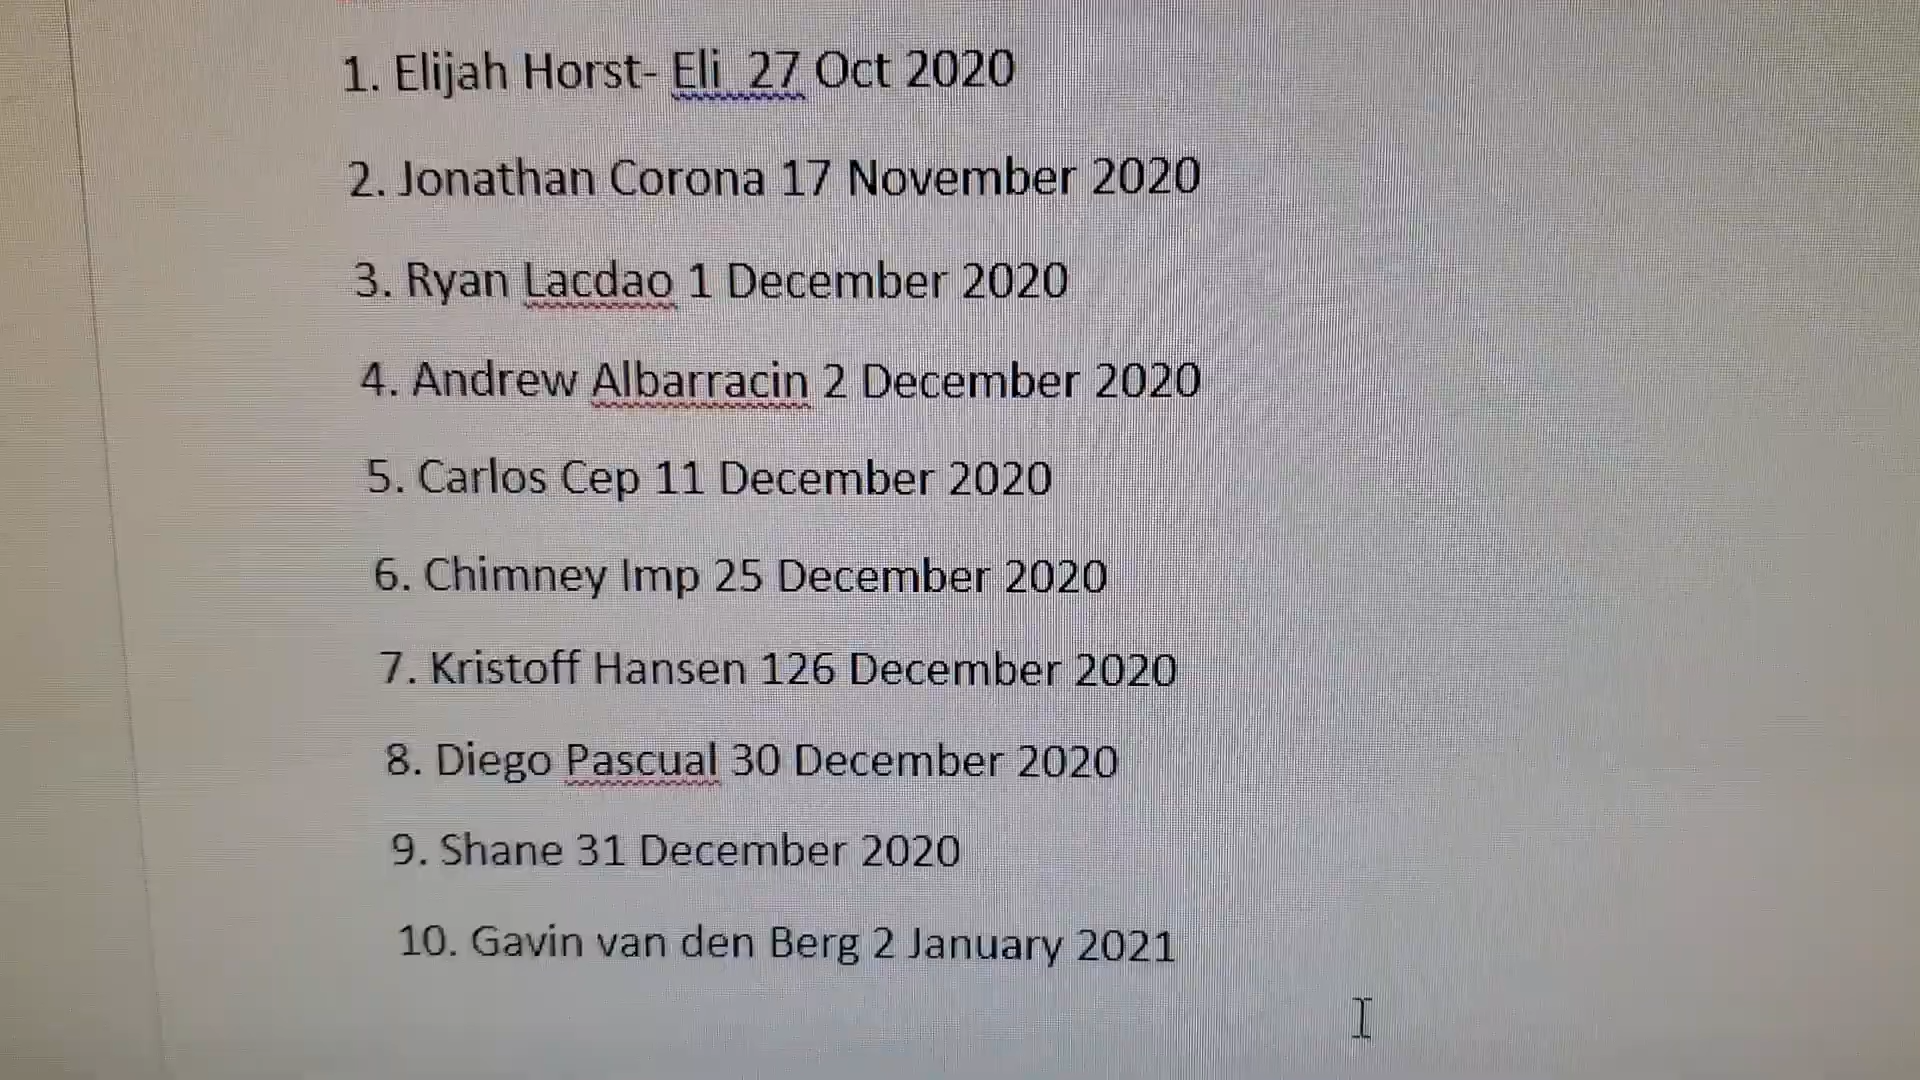 1. Elijah Horst- Eli  27 Oct 2020
2. Jonathan Corona 17 November 2020
3. Ryan Lacdao 1 December 2020
4. Andrew Albarracin 2 December 2020
5. Carlos Cep 11 December 2020
6. Chimney Imp 25 December 2020
7. Kristoff Hansen 126 December 2020
8. Diego Pascual 30 December 2020
9. Shane 31 December 2020
10. Gavin van den Berg 2 January 2021